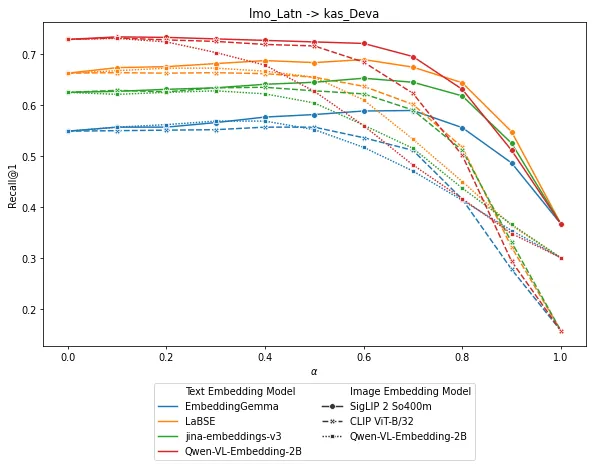 lmo_Latn -> kas_Deva
Recall@1
0.7
0.6
0.5
0.4
0.3
0.2
0.0
0.2
0.4
0.6
0.8
1.0
α
Text Embedding Model
EmbeddingGemma
LaBSE
jina-embeddings-v3
Qwen-VL-Embedding-2B
Image Embedding Model
SigLIP 2 So400m
CLIP ViT-B/32
Qwen-VL-Embedding-2B